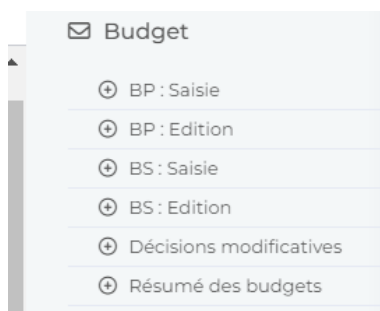 Budget
BP : Saisie
BP : Edition
BS : Saisie
BS : Edition
Décisions modificatives
Résumé des budgets